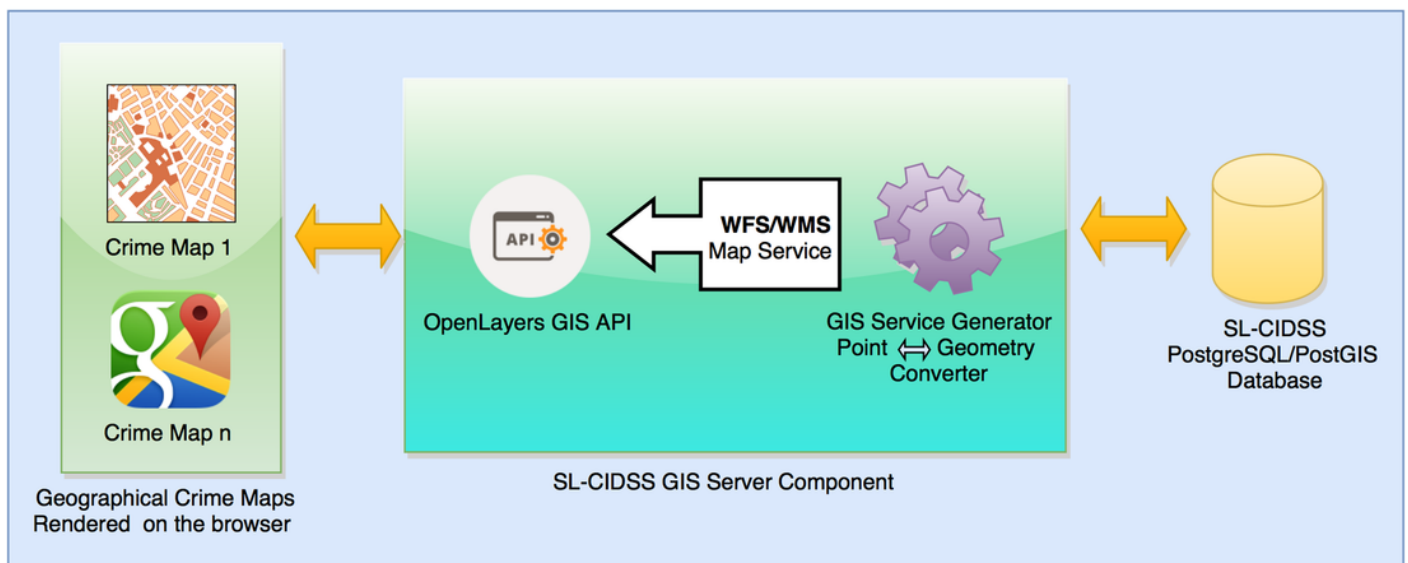 Crime Map 1
Crime Map n
Geographical Crime Maps
Rendered on the browser
API
OpenLayers GIS API
WFS/WMS
Map Service
GIS Service Generator
Point Geometry
Converter
SL-CIDSS GIS Server Component
SL-CIDSS
PostgreSQL/PostGIS
Database